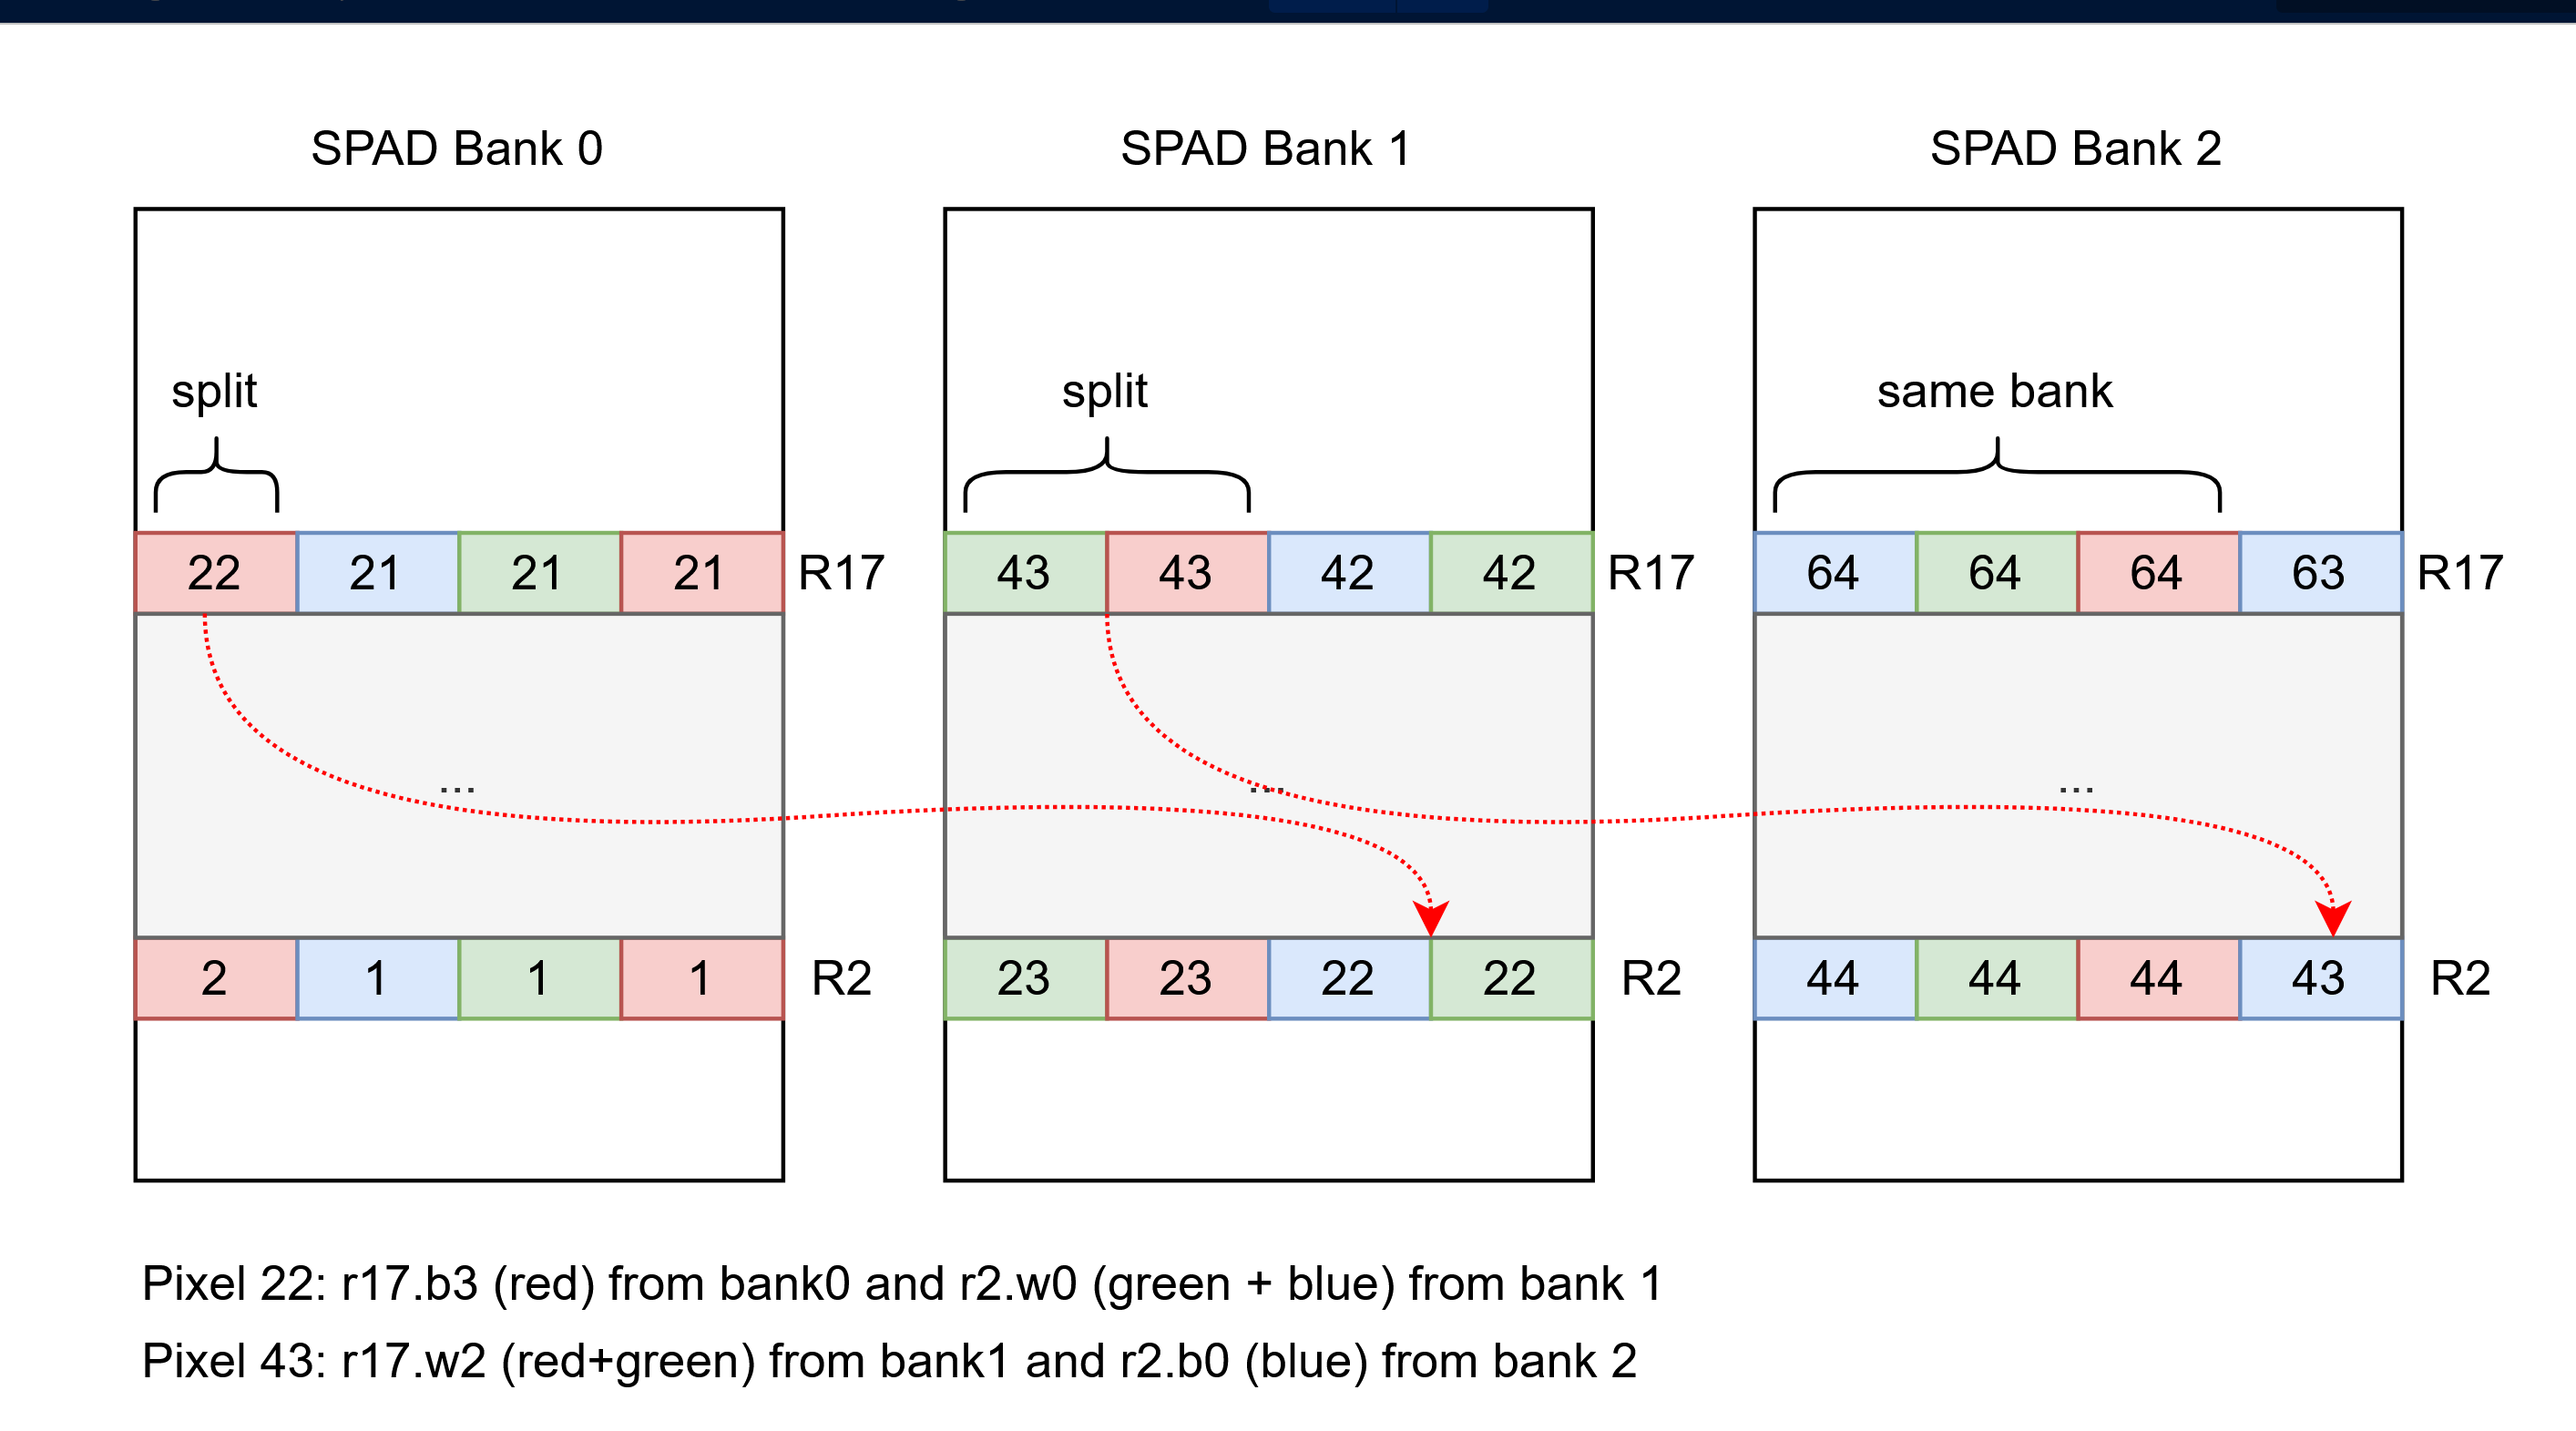 SPAD Bank 0 SPAD Bank 1 SPAD Bank 2
split split same bank
22 21 21 21 R17 43 43 42 42 R17 64 64 64 63 R17
... ... ...
2 1 1 1 R2 23 23 22 22 R2 44 44 44 43 R2
Pixel 22: r17.b3 (red) from bank0 and r2.w0 (green + blue) from bank 1
Pixel 43: r17.w2 (red+green) from bank1 and r2.b0 (blue) from bank 2